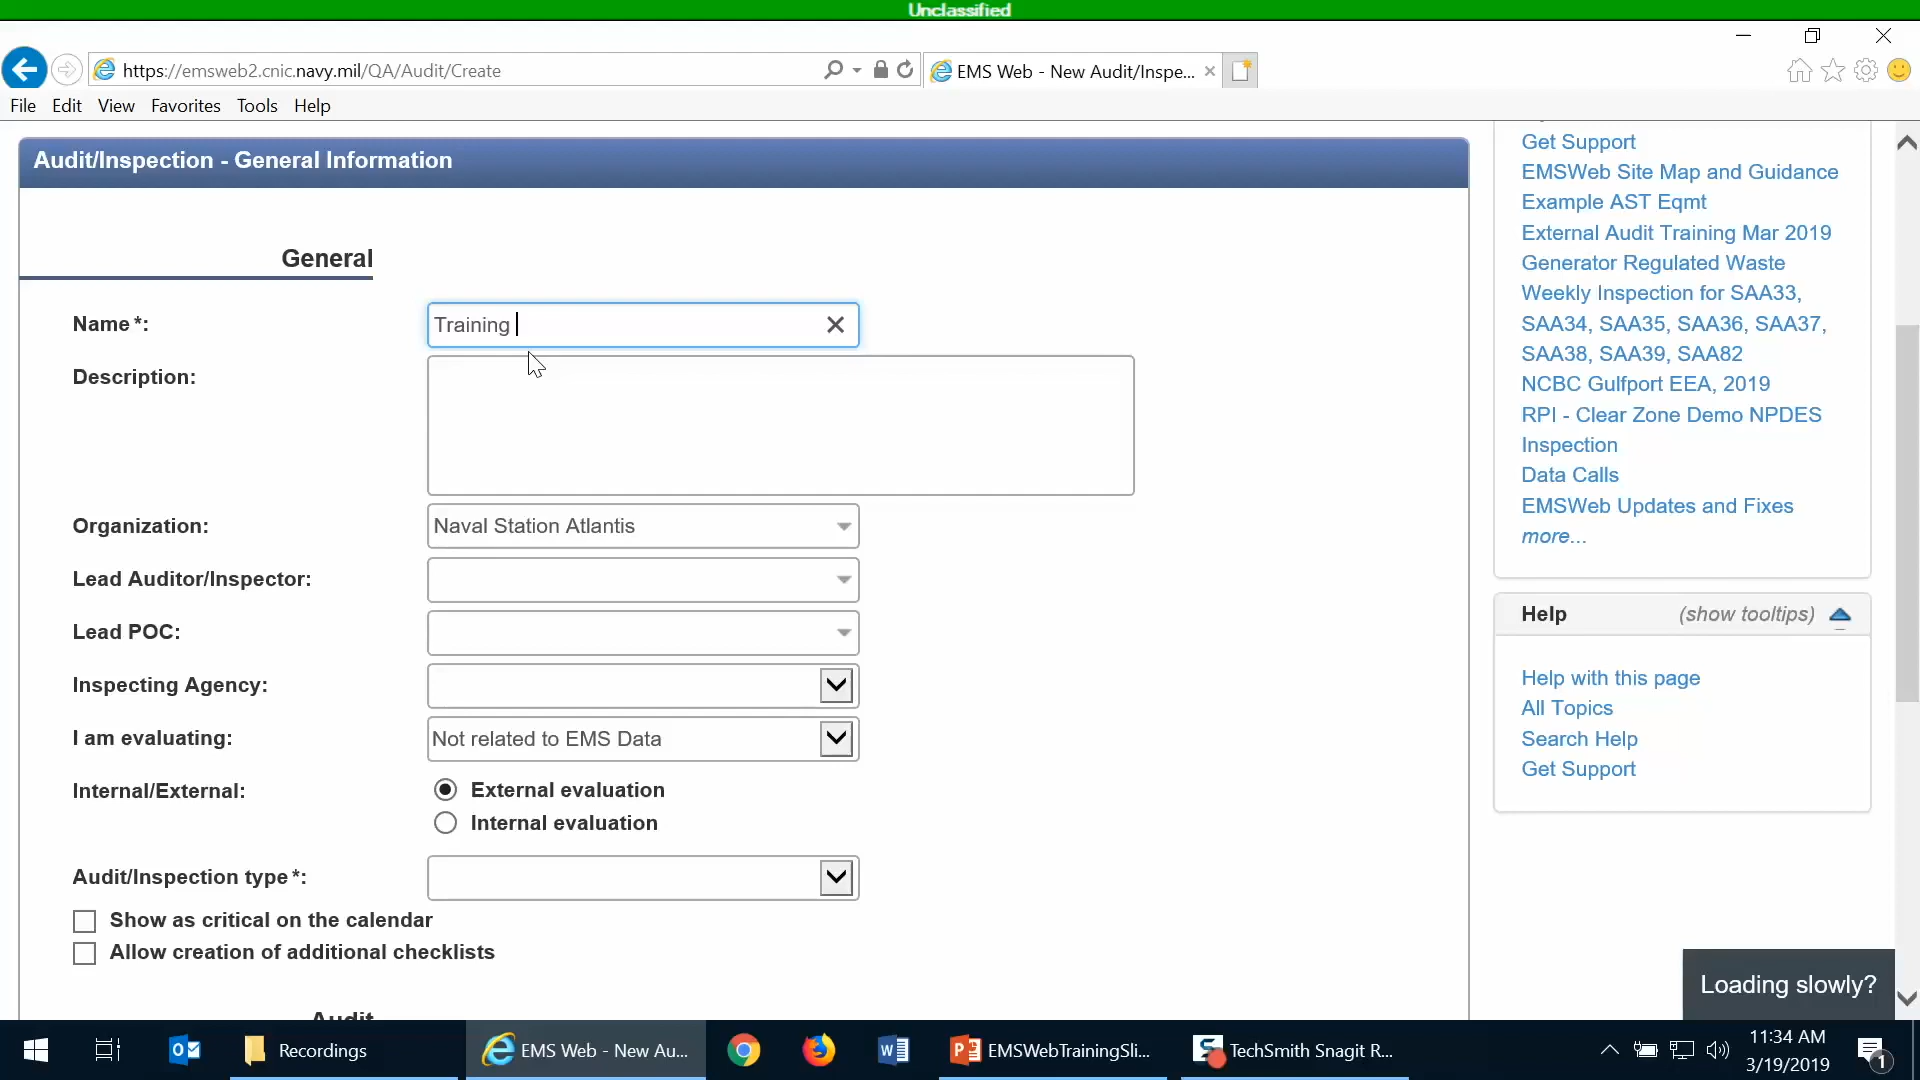 Unclassified
https://emsweb2.cnic.navy.mil/QA/Audit/Create
EMS Web - New Audit/Inspe...
File Edit View Favorites Tools Help
Audit/Inspection - General Information
General
Name*:
Training
Description:
Organization:
Naval Station Atlantis
Lead Auditor/Inspector:
Lead POC:
Inspecting Agency:
I am evaluating:
Not related to EMS Data
Internal/External:
External evaluation
Internal evaluation
Audit/Inspection type*:
Show as critical on the calendar
Allow creation of additional checklists
Get Support
EMSWeb Site Map and Guidance
Example AST Eqmt
External Audit Training Mar 2019
Generator Regulated Waste
Weekly Inspection for SAA33,
SAA34, SAA35, SAA36, SAA37,
SAA38, SAA39, SAA82
NCBC Gulfport EEA, 2019
RPI - Clear Zone Demo NPDES
Inspection
Data Calls
EMSWeb Updates and Fixes
more...
Help (show tooltips)
Help with this page
All Topics
Search Help
Get Support
Loading slowly?
Audit
Recordings
EMS Web - New Au...
EMSWebTrainingSli...
TechSmith Snagit R...
11:34 AM
3/19/2019
1